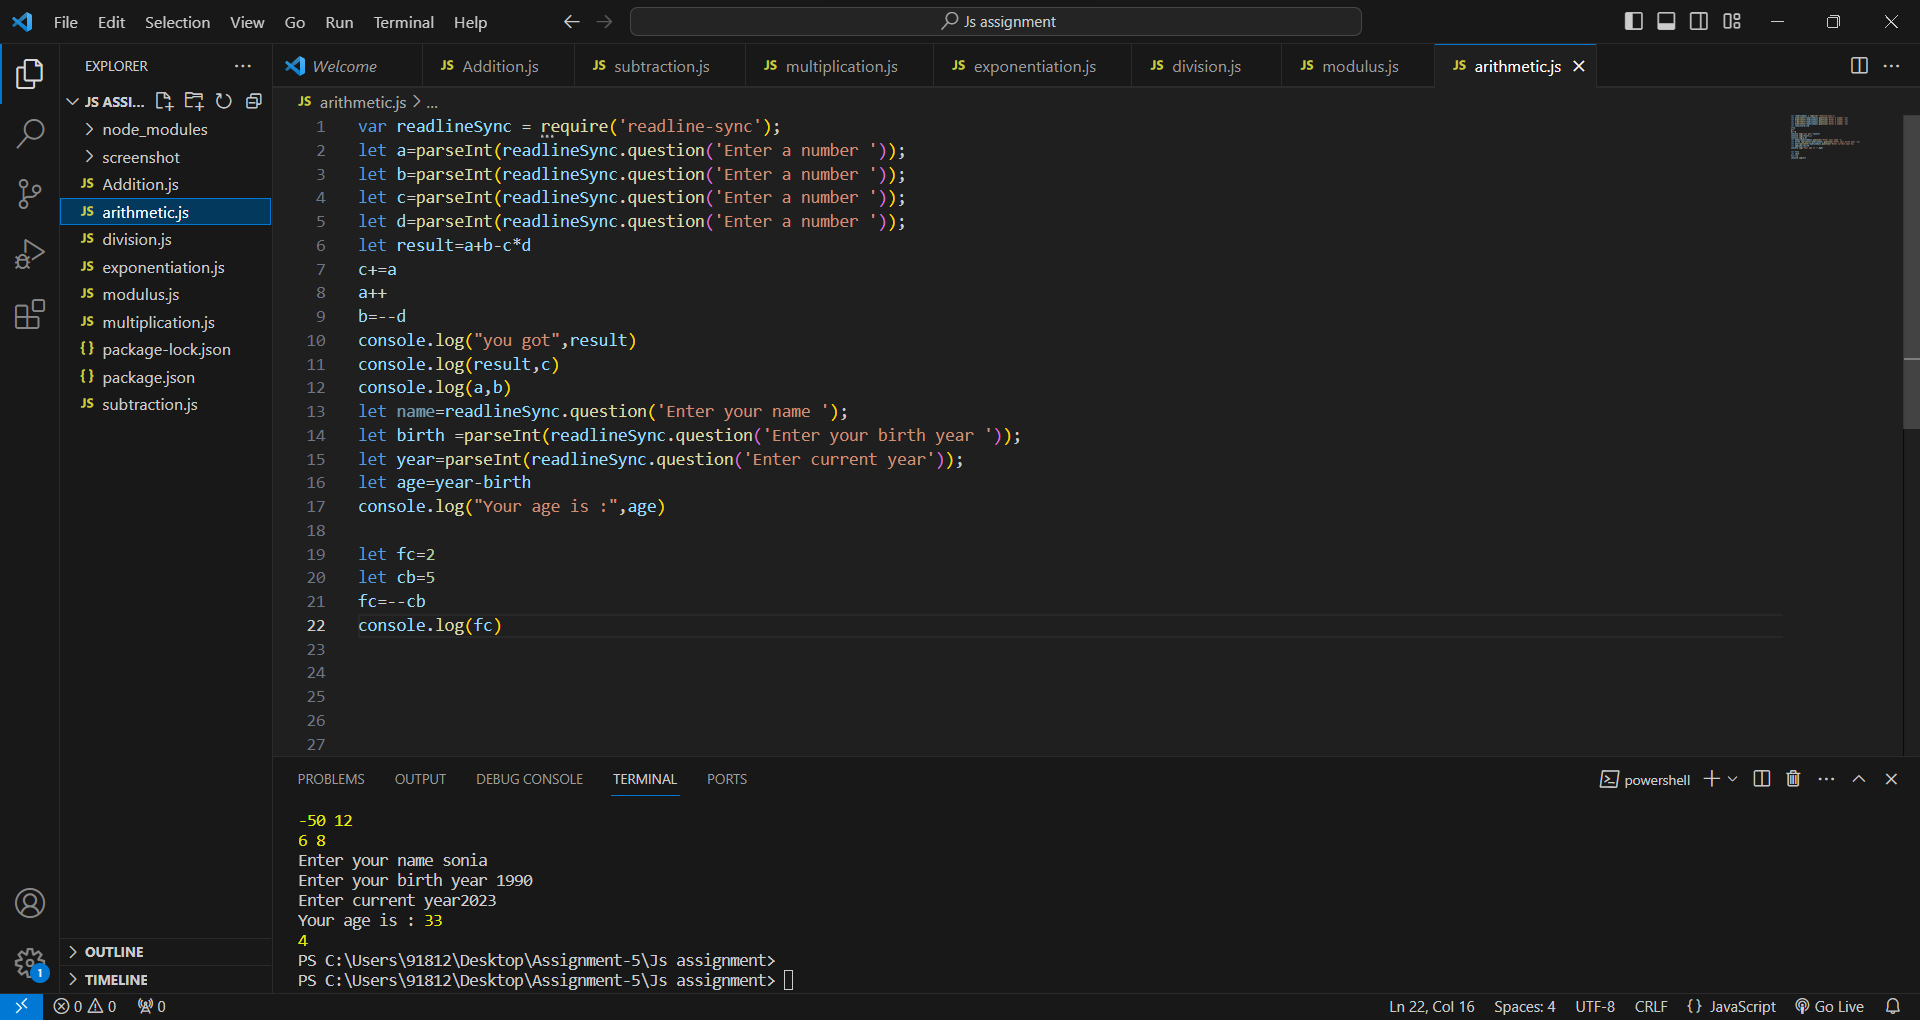 File Edit Selection View Go Run Terminal Help Js assignment
EXPLORER
JS ASSI...
node_modules
screenshot
JS Addition.js
JS arithmetic.js
JS division.js
JS exponentiation.js
JS modulus.js
JS multiplication.js
{} package-lock.json
{} package.json
JS subtraction.js
OUTLINE
TIMELINE
Welcome JS Addition.js JS subtraction.js JS multiplication.js JS exponentiation.js JS division.js JS modulus.js JS arithmetic.js
JS arithmetic.js > ...
1 var readlineSync = require('readline-sync');
2 let a=parseInt(readlineSync.question('Enter a number '));
3 let b=parseInt(readlineSync.question('Enter a number '));
4 let c=parseInt(readlineSync.question('Enter a number '));
5 let d=parseInt(readlineSync.question('Enter a number '));
6 let result=a+b-c*d
7 c+=a
8 a++
9 b=--d
10 console.log("you got",result)
11 console.log(result,c)
12 console.log(a,b)
13 let name=readlineSync.question('Enter your name ');
14 let birth =parseInt(readlineSync.question('Enter your birth year '));
15 let year=parseInt(readlineSync.question('Enter current year'));
16 let age=year-birth
17 console.log("Your age is :",age)
18
19 let fc=2
20 let cb=5
21 fc=--cb
22 console.log(fc)
23
24
25
26
27
PROBLEMS OUTPUT DEBUG CONSOLE TERMINAL PORTS powershell
-50 12
6 8
Enter your name sonia
Enter your birth year 1990
Enter current year2023
Your age is : 33
4
PS C:\Users\91812\Desktop\Assignment-5\Js assignment>
PS C:\Users\91812\Desktop\Assignment-5\Js assignment>
1
0 0 0 Ln 22, Col 16 Spaces: 4 UTF-8 CRLF {} JavaScript Go Live